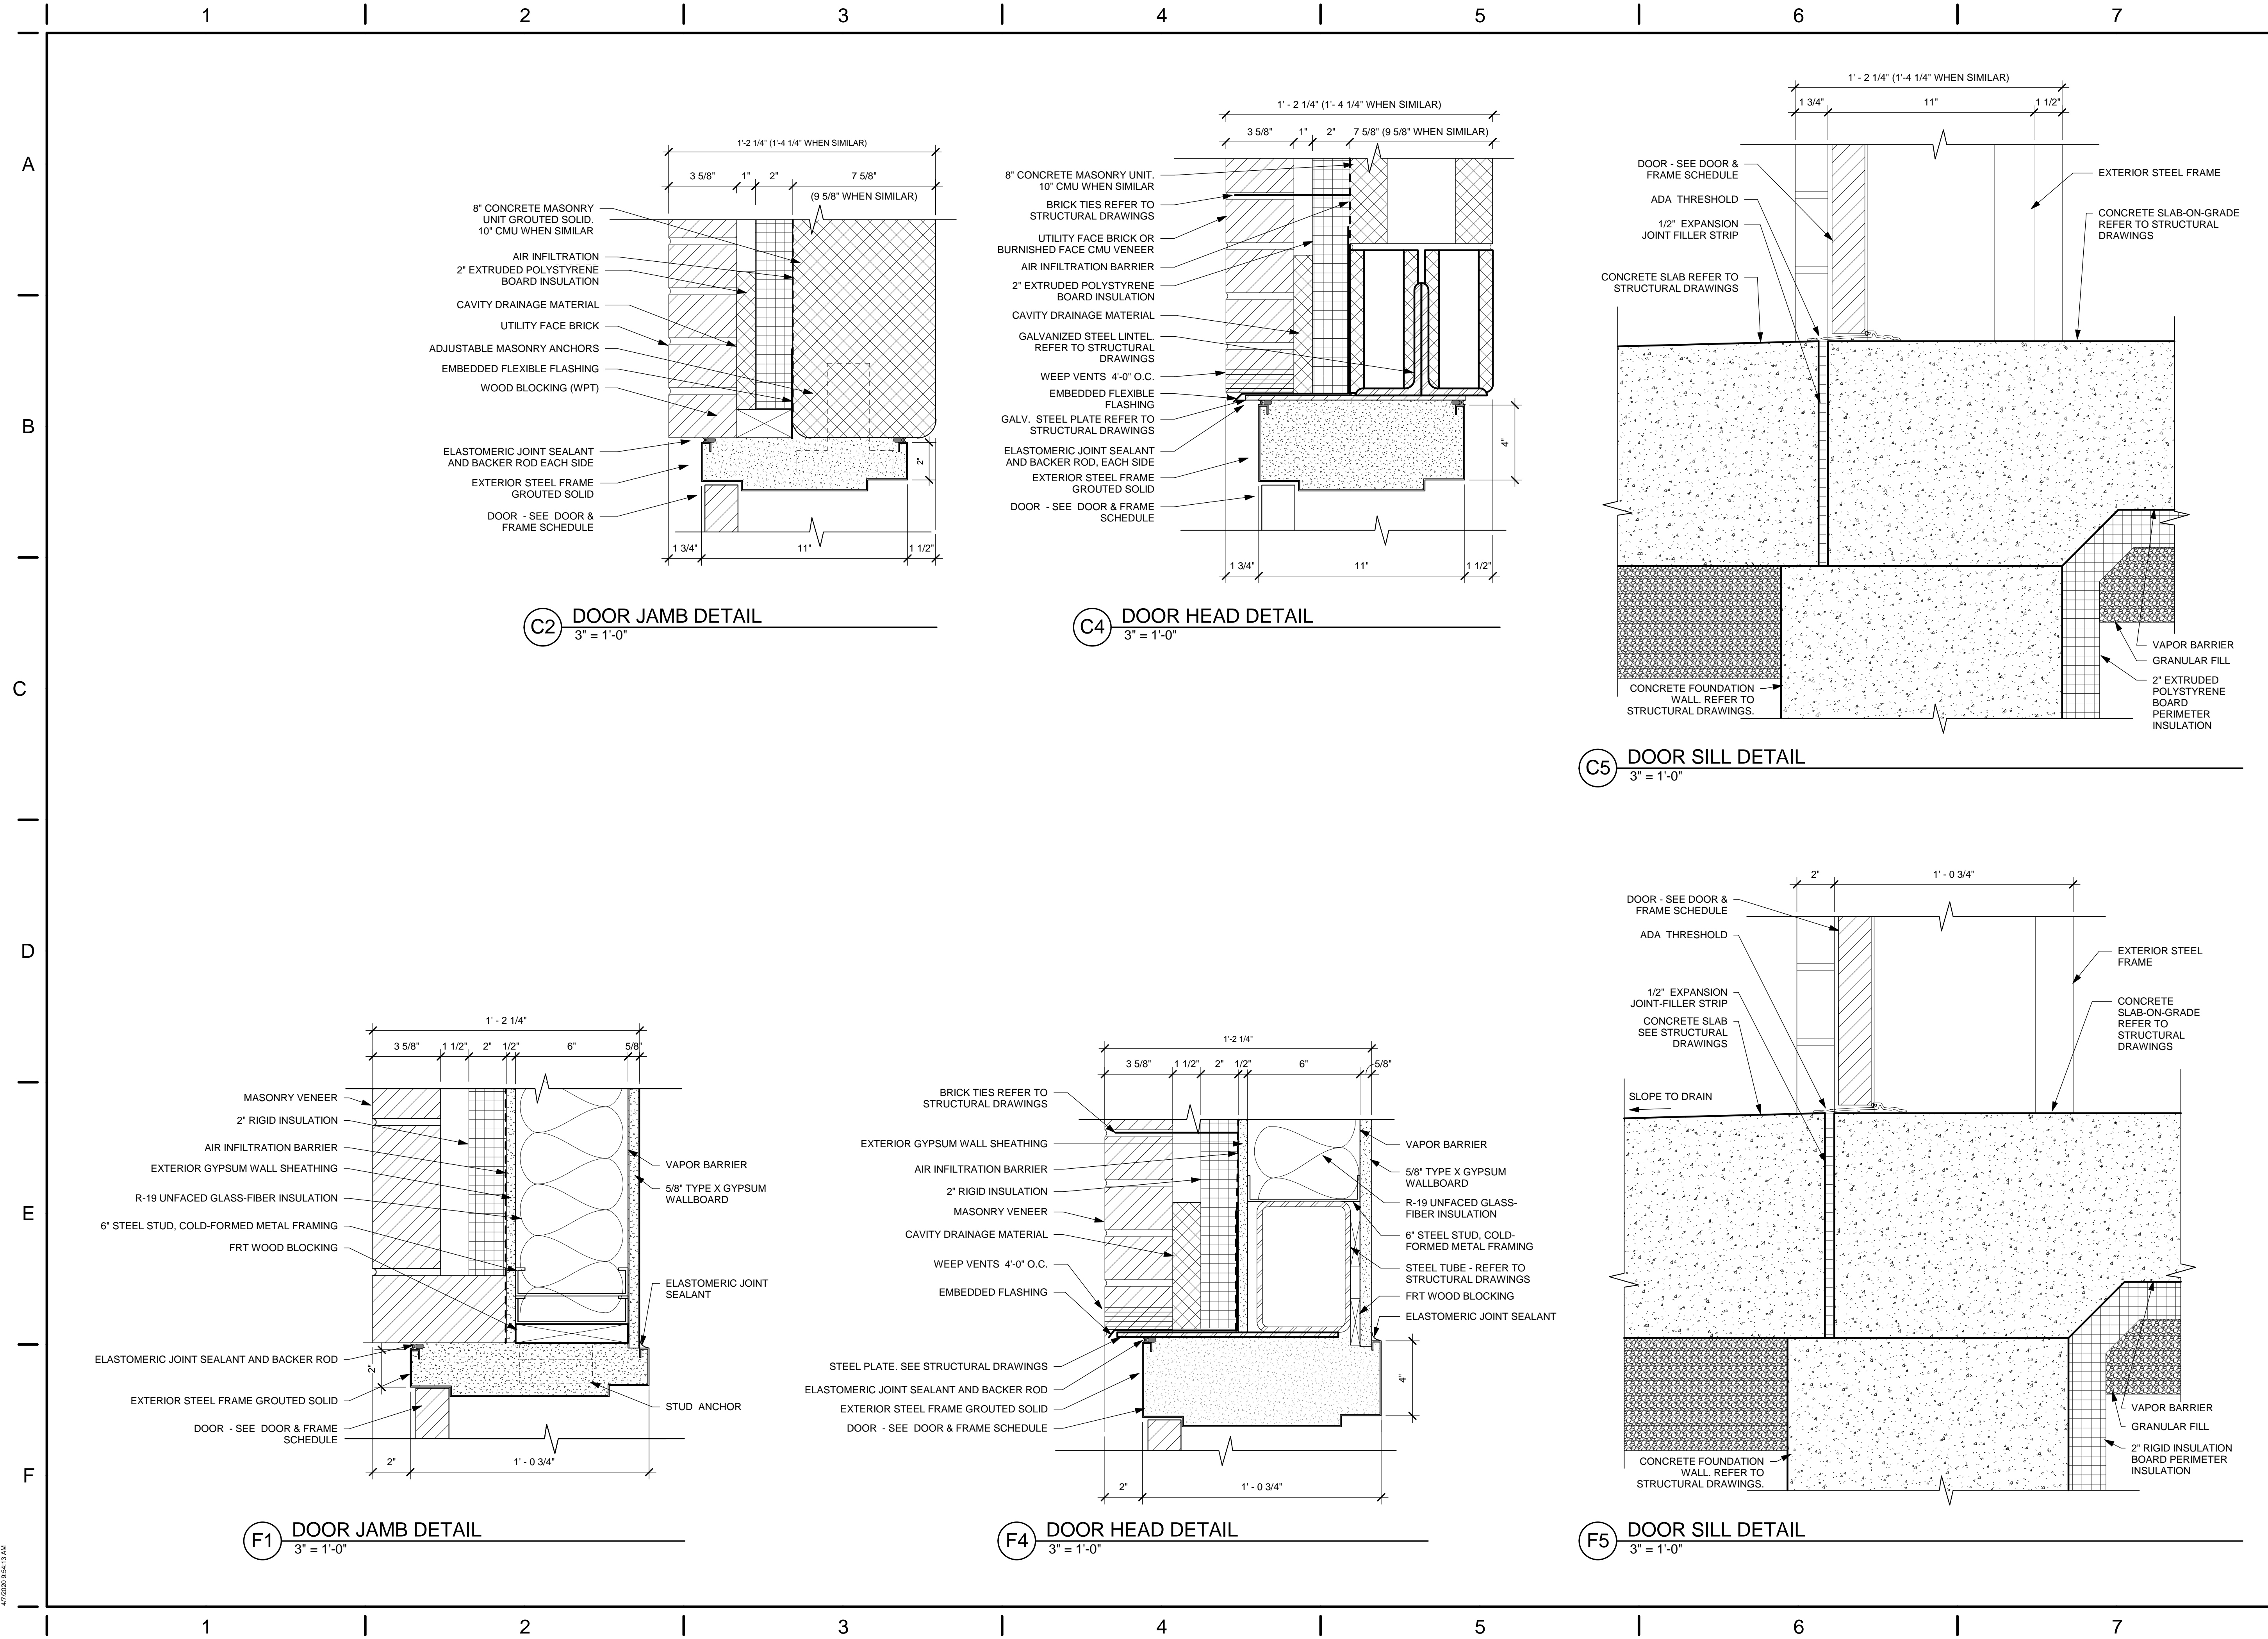 1 2 3 4 5 6 7
A
B
C
D
E
F
1'-2 1/4" (1'-4 1/4" WHEN SIMILAR)
3 5/8" 1" 2" 7 5/8"
(9 5/8" WHEN SIMILAR)
8" CONCRETE MASONRY
UNIT GROUTED SOLID.
10" CMU WHEN SIMILAR
AIR INFILTRATION
2" EXTRUDED POLYSTYRENE
BOARD INSULATION
CAVITY DRAINAGE MATERIAL
UTILITY FACE BRICK
ADJUSTABLE MASONRY ANCHORS
EMBEDDED FLEXIBLE FLASHING
WOOD BLOCKING (WPT)
ELASTOMERIC JOINT SEALANT
AND BACKER ROD EACH SIDE
EXTERIOR STEEL FRAME
GROUTED SOLID
DOOR - SEE DOOR &
FRAME SCHEDULE
2"
1 3/4" 11" 1 1/2"
C2 DOOR JAMB DETAIL
3" = 1'-0"
1' - 2 1/4" (1'- 4 1/4" WHEN SIMILAR)
3 5/8" 1" 2" 7 5/8" (9 5/8" WHEN SIMILAR)
8" CONCRETE MASONRY UNIT.
10" CMU WHEN SIMILAR
BRICK TIES REFER TO
STRUCTURAL DRAWINGS
UTILITY FACE BRICK OR
BURNISHED FACE CMU VENEER
AIR INFILTRATION BARRIER
2" EXTRUDED POLYSTYRENE
BOARD INSULATION
CAVITY DRAINAGE MATERIAL
GALVANIZED STEEL LINTEL.
REFER TO STRUCTURAL
DRAWINGS
WEEP VENTS 4'-0" O.C.
EMBEDDED FLEXIBLE
FLASHING
GALV. STEEL PLATE REFER TO
STRUCTURAL DRAWINGS
ELASTOMERIC JOINT SEALANT
AND BACKER ROD, EACH SIDE
EXTERIOR STEEL FRAME
GROUTED SOLID
DOOR - SEE DOOR & FRAME
SCHEDULE
4"
1 3/4" 11" 1 1/2"
C4 DOOR HEAD DETAIL
3" = 1'-0"
1' - 2 1/4" (1'-4 1/4" WHEN SIMILAR)
1 3/4" 11" 1 1/2"
DOOR - SEE DOOR &
FRAME SCHEDULE
ADA THRESHOLD
1/2" EXPANSION
JOINT FILLER STRIP
CONCRETE SLAB REFER TO
STRUCTURAL DRAWINGS
EXTERIOR STEEL FRAME
CONCRETE SLAB-ON-GRADE
REFER TO STRUCTURAL
DRAWINGS
VAPOR BARRIER
GRANULAR FILL
2" EXTRUDED
POLYSTYRENE
BOARD
PERIMETER
INSULATION
CONCRETE FOUNDATION
WALL. REFER TO
STRUCTURAL DRAWINGS.
C5 DOOR SILL DETAIL
3" = 1'-0"
1' - 2 1/4"
3 5/8" 1 1/2" 2" 1/2" 6" 5/8"
MASONRY VENEER
2" RIGID INSULATION
AIR INFILTRATION BARRIER
EXTERIOR GYPSUM WALL SHEATHING
R-19 UNFACED GLASS-FIBER INSULATION
6" STEEL STUD, COLD-FORMED METAL FRAMING
FRT WOOD BLOCKING
ELASTOMERIC JOINT SEALANT AND BACKER ROD
EXTERIOR STEEL FRAME GROUTED SOLID
DOOR - SEE DOOR & FRAME
SCHEDULE
VAPOR BARRIER
5/8" TYPE X GYPSUM
WALLBOARD
ELASTOMERIC JOINT
SEALANT
STUD ANCHOR
2"
2" 1' - 0 3/4"
F1 DOOR JAMB DETAIL
3" = 1'-0"
1'-2 1/4"
3 5/8" 1 1/2" 2" 1/2" 6" 5/8"
BRICK TIES REFER TO
STRUCTURAL DRAWINGS
EXTERIOR GYPSUM WALL SHEATHING
AIR INFILTRATION BARRIER
2" RIGID INSULATION
MASONRY VENEER
CAVITY DRAINAGE MATERIAL
WEEP VENTS 4'-0" O.C.
EMBEDDED FLASHING
STEEL PLATE. SEE STRUCTURAL DRAWINGS
ELASTOMERIC JOINT SEALANT AND BACKER ROD
EXTERIOR STEEL FRAME GROUTED SOLID
DOOR - SEE DOOR & FRAME SCHEDULE
VAPOR BARRIER
5/8" TYPE X GYPSUM
WALLBOARD
R-19 UNFACED GLASS-
FIBER INSULATION
6" STEEL STUD, COLD-
FORMED METAL FRAMING
STEEL TUBE - REFER TO
STRUCTURAL DRAWINGS
FRT WOOD BLOCKING
ELASTOMERIC JOINT SEALANT
4"
2" 1' - 0 3/4"
F4 DOOR HEAD DETAIL
3" = 1'-0"
2" 1' - 0 3/4"
DOOR - SEE DOOR &
FRAME SCHEDULE
ADA THRESHOLD
1/2" EXPANSION
JOINT-FILLER STRIP
CONCRETE SLAB
SEE STRUCTURAL
DRAWINGS
SLOPE TO DRAIN
EXTERIOR STEEL
FRAME
CONCRETE
SLAB-ON-GRADE
REFER TO
STRUCTURAL
DRAWINGS
VAPOR BARRIER
GRANULAR FILL
2" RIGID INSULATION
BOARD PERIMETER
INSULATION
CONCRETE FOUNDATION
WALL. REFER TO
STRUCTURAL DRAWINGS.
F5 DOOR SILL DETAIL
3" = 1'-0"
4/7/2020 9:54:13 AM
1 2 3 4 5 6 7